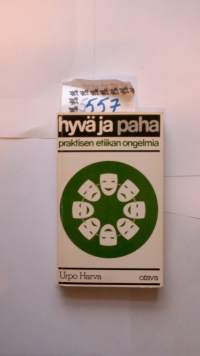 557
hyvä ja paha
praktisen etiikan ongelmia
Urpo Harva otava